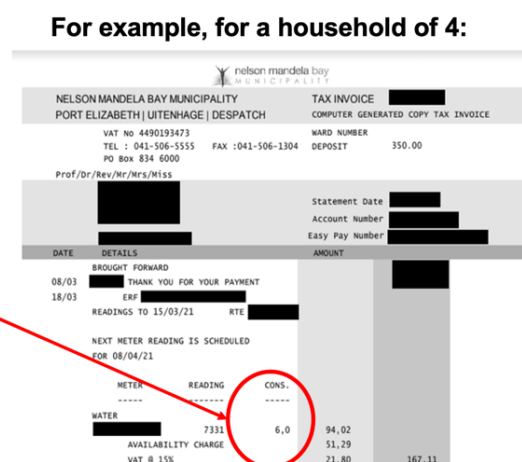 For example, for a household of 4:
nelson mandela bay
MUNICIPALITY
NELSON MANDELA BAY MUNICIPALITY TAX INVOICE
PORT ELIZABETH | UITENHAGE | DESPATCH COMPUTER GENERATED COPY TAX INVOICE
VAT No 4490193473 WARD NUMBER
TEL : 041-506-5555 FAX :041-506-1304 DEPOSIT 350.00
PO Box 834 6000
Prof/Dr/Rev/Mr/Mrs/Miss
Statement Date
Account Number
Easy Pay Number
DATE DETAILS AMOUNT
BROUGHT FORWARD
08/03 THANK YOU FOR YOUR PAYMENT
18/03 ERF
READINGS TO 15/03/21 RTE
NEXT METER READING IS SCHEDULED
FOR 08/04/21
METER READING CONS.
----- ------- -----
WATER
7331 6,0 94,02
AVAILABILITY CHARGE 51,29
VAT @ 15% 21,80 167,11